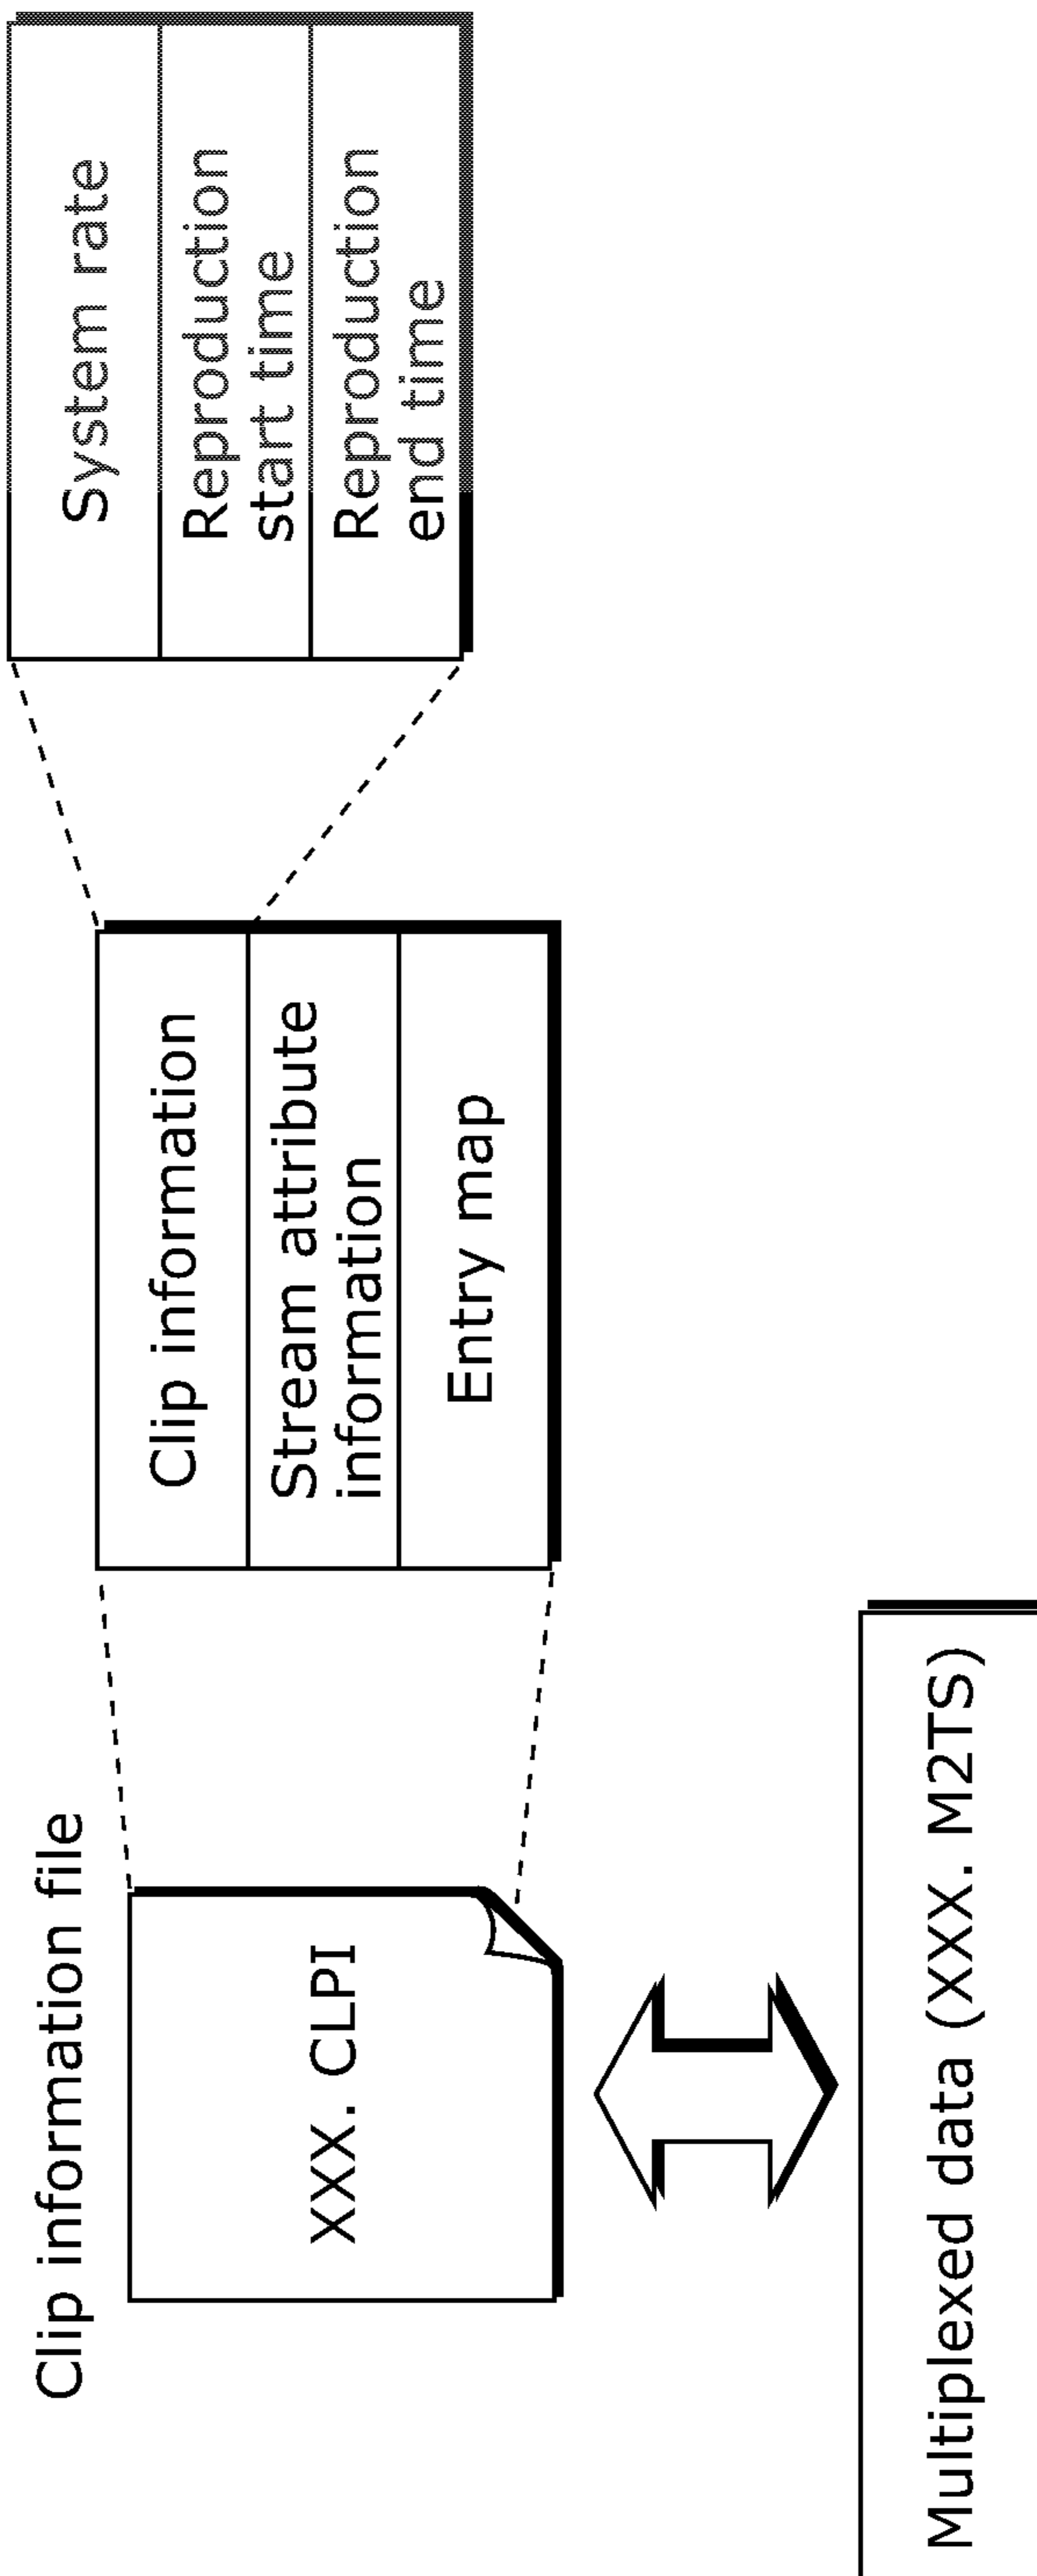 Clip information file
XXX. CLPI
Clip information
Stream attribute
information
Entry map
System rate
Reproduction
start time
Reproduction
end time
Multiplexed data (XXX. M2TS)